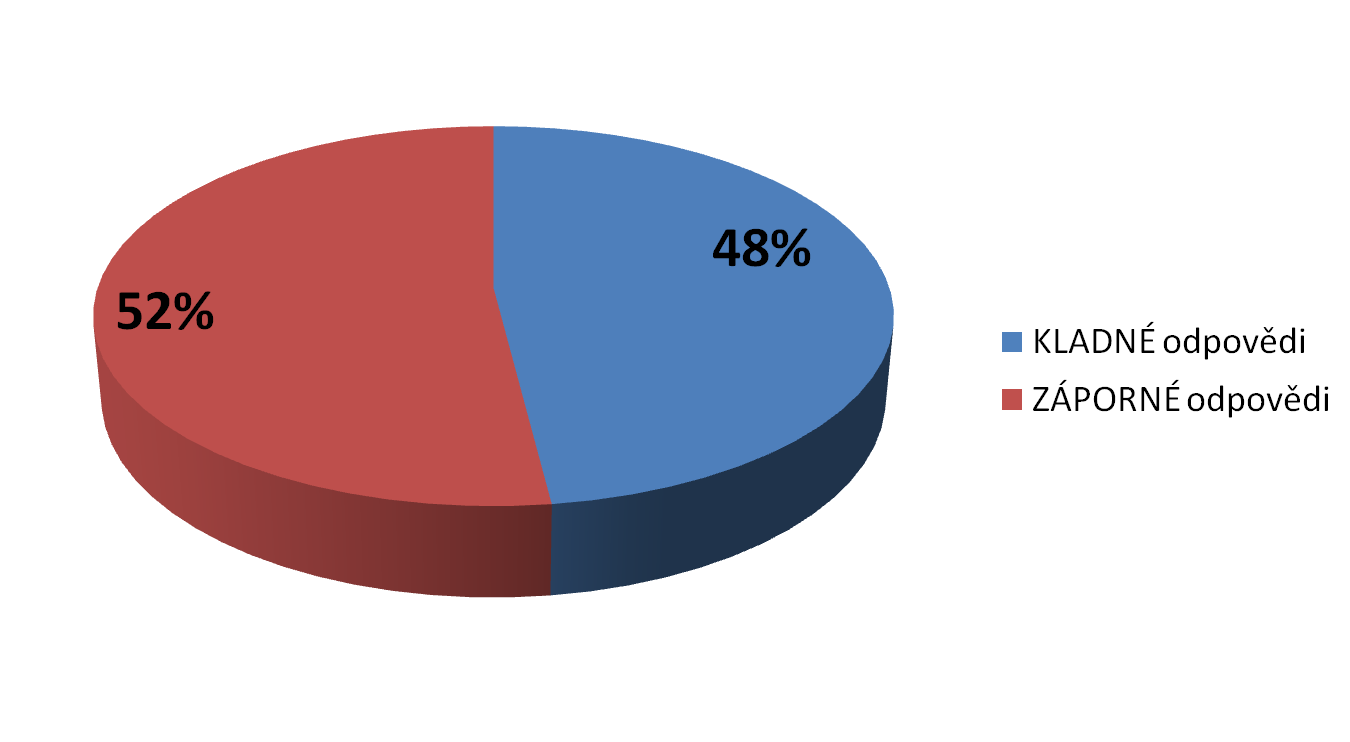 48%
52%
KLADNÉ odpovědi
ZÁPORNÉ odpovědi